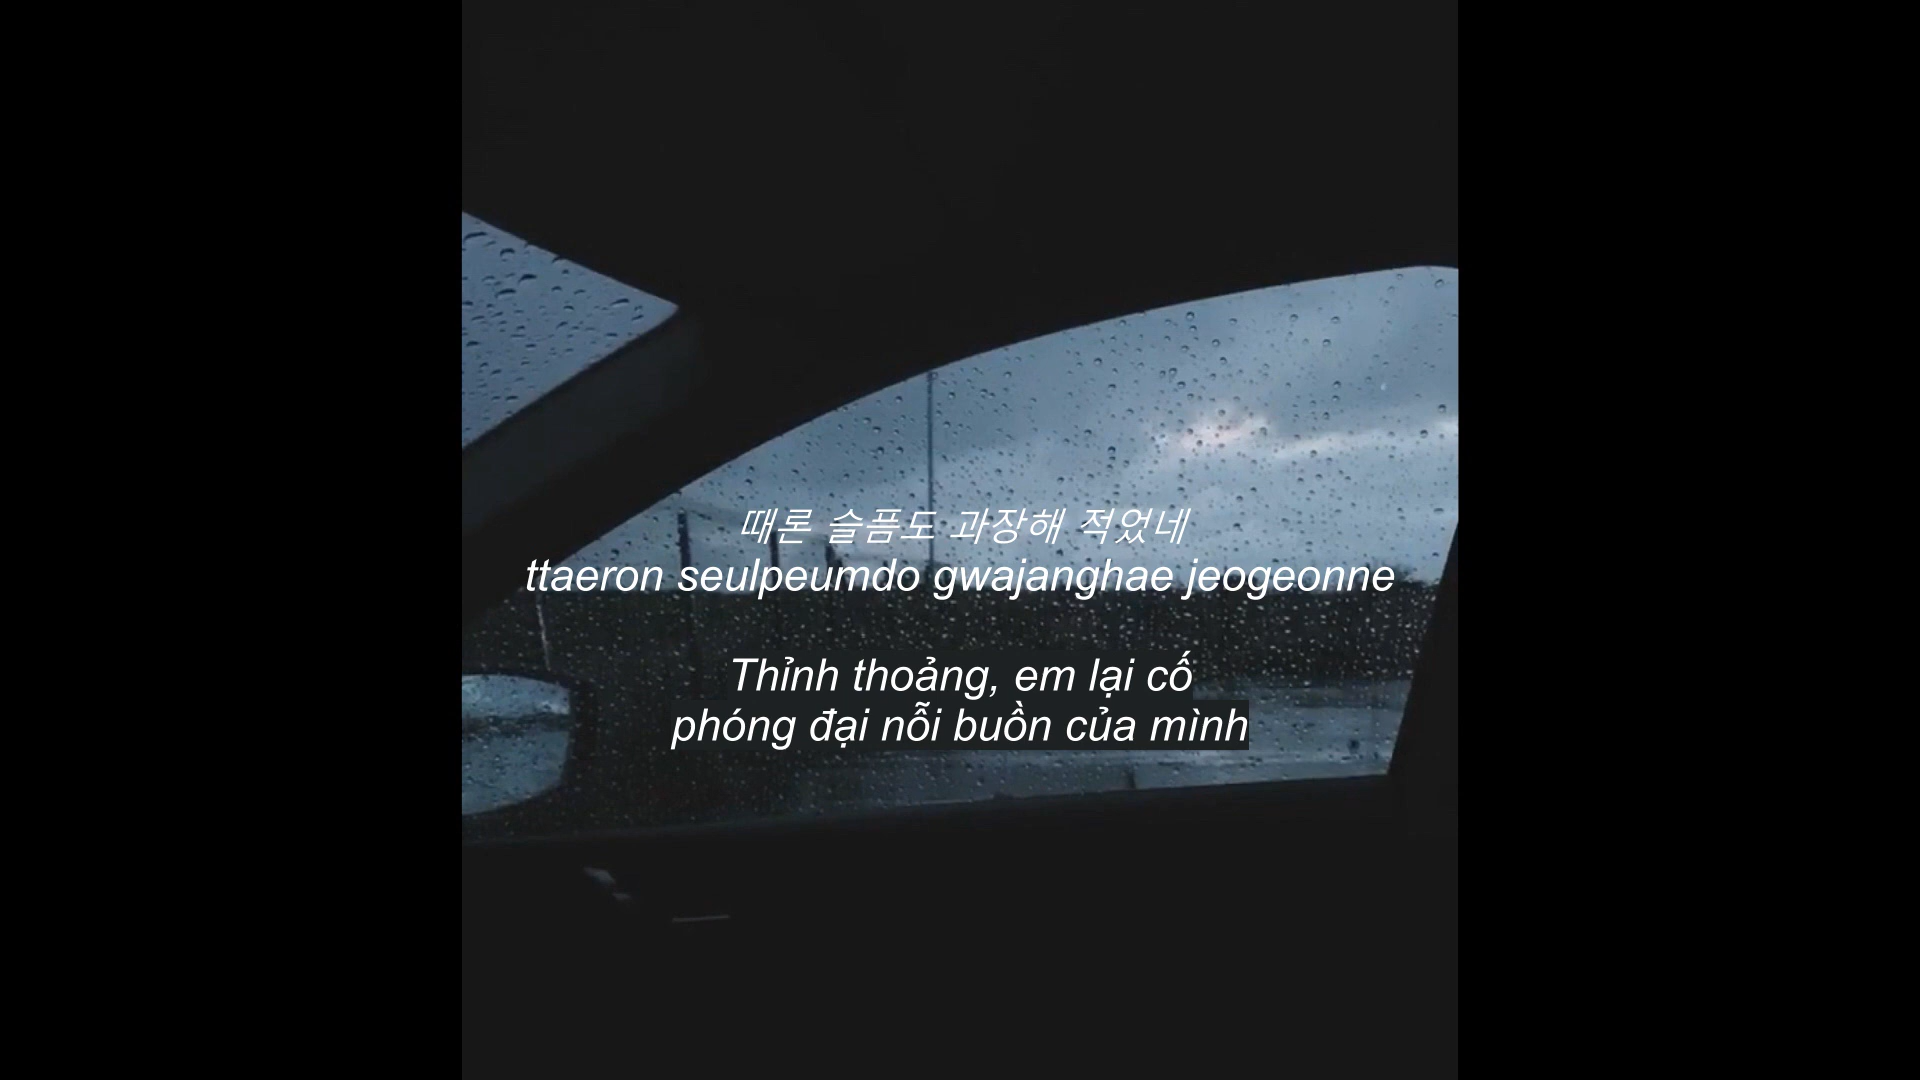 때론 슬픔도 과장해 적었네
ttaeron seulpeumdo gwajanghae jeogeonne
Thỉnh thoảng, em lại cố
phóng đại nỗi buồn của mình